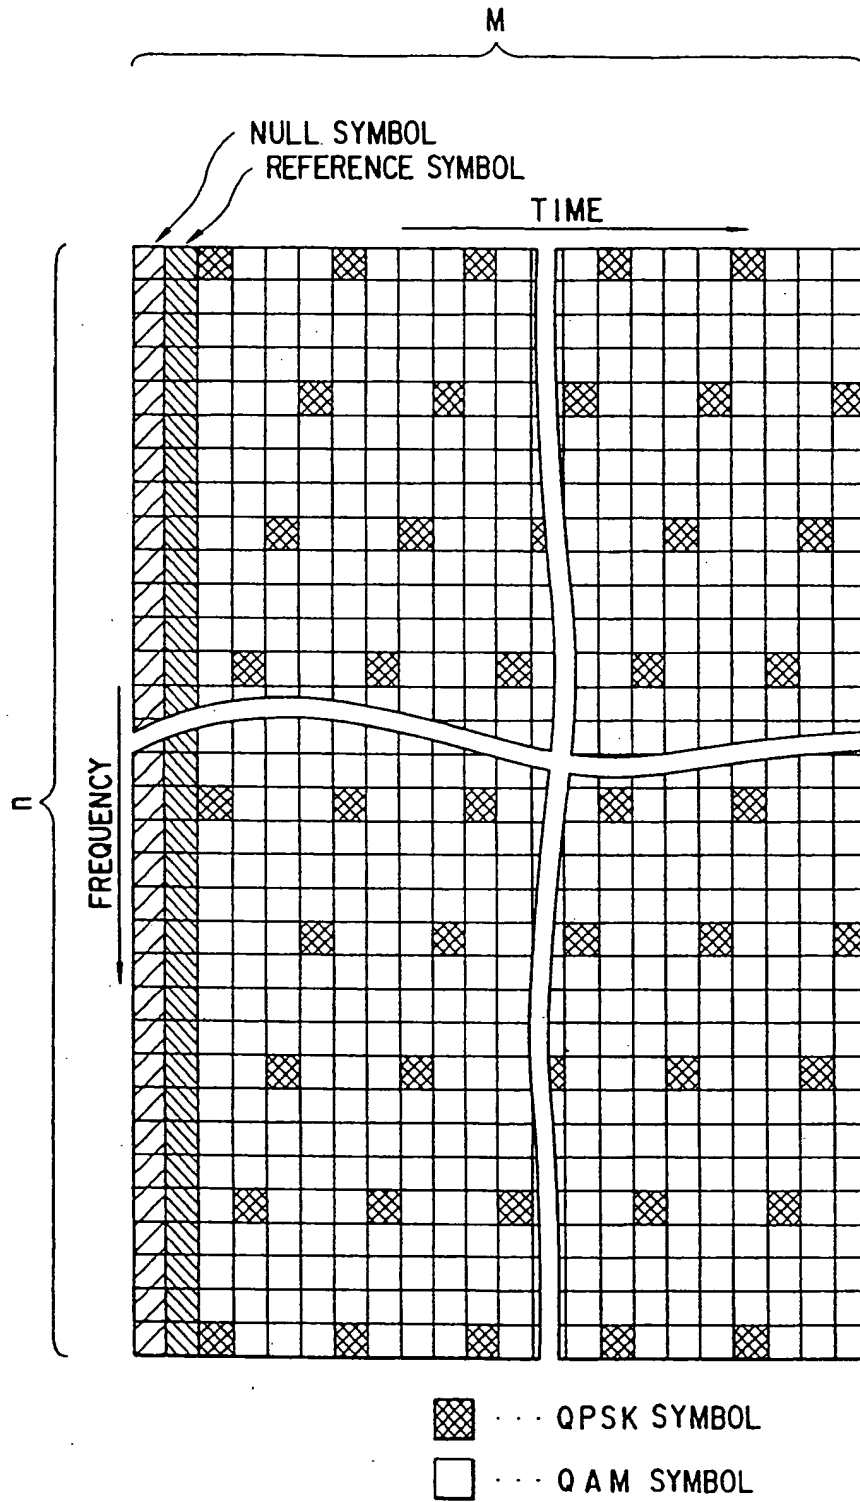 M
NULL SYMBOL
REFERENCE SYMBOL
TIME
n
FREQUENCY
··· QPSK SYMBOL
··· QAM SYMBOL